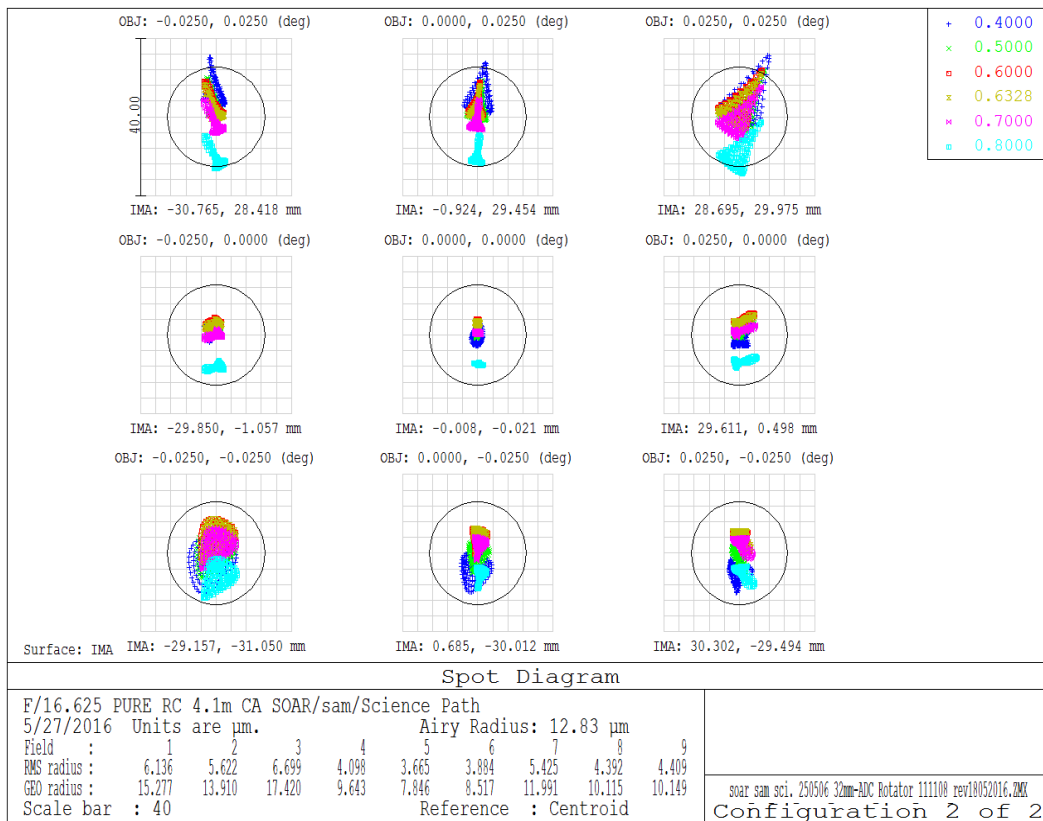 OBJ: -0.0250, 0.0250 (deg) OBJ: 0.0000, 0.0250 (deg) OBJ: 0.0250, 0.0250 (deg)
+ 0.4000
× 0.5000
0.6000
0.6328
0.7000
0.8000
40.00
IMA: -30.765, 28.418 mm IMA: -0.924, 29.454 mm IMA: 28.695, 29.975 mm
OBJ: -0.0250, 0.0000 (deg) OBJ: 0.0000, 0.0000 (deg) OBJ: 0.0250, 0.0000 (deg)
IMA: -29.850, -1.057 mm IMA: -0.008, -0.021 mm IMA: 29.611, 0.498 mm
OBJ: -0.0250, -0.0250 (deg) OBJ: 0.0000, -0.0250 (deg) OBJ: 0.0250, -0.0250 (deg)
Surface: IMA IMA: -29.157, -31.050 mm IMA: 0.685, -30.012 mm IMA: 30.302, -29.494 mm
Spot Diagram
F/16.625 PURE RC 4.1m CA SOAR/sam/Science Path
5/27/2016 Units are µm. Airy Radius: 12.83 µm
Field : 1 2 3 4 5 6 7 8 9
RMS radius : 6.136 5.622 6.699 4.098 3.665 3.884 5.425 4.392 4.409
GEO radius : 15.277 13.910 17.420 9.643 7.846 8.517 11.991 10.115 10.149
Scale bar : 40 Reference : Centroid
soar sam sci. 250506 32mm-ADC Rotator 111108 rev18052016.ZMX
Configuration 2 of 2